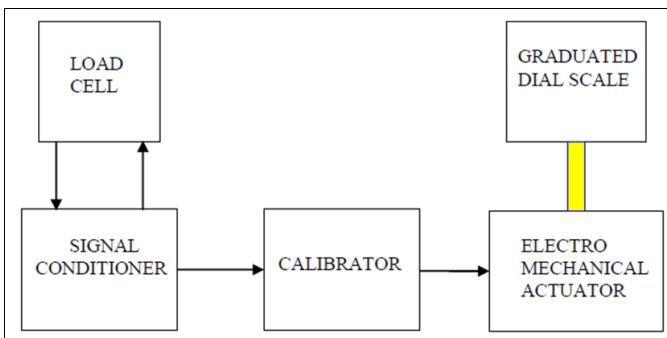 LOAD
CELL
GRADUATED
DIAL SCALE
SIGNAL
CONDITIONER
CALIBRATOR
ELECTRO
MECHANICAL
ACTUATOR